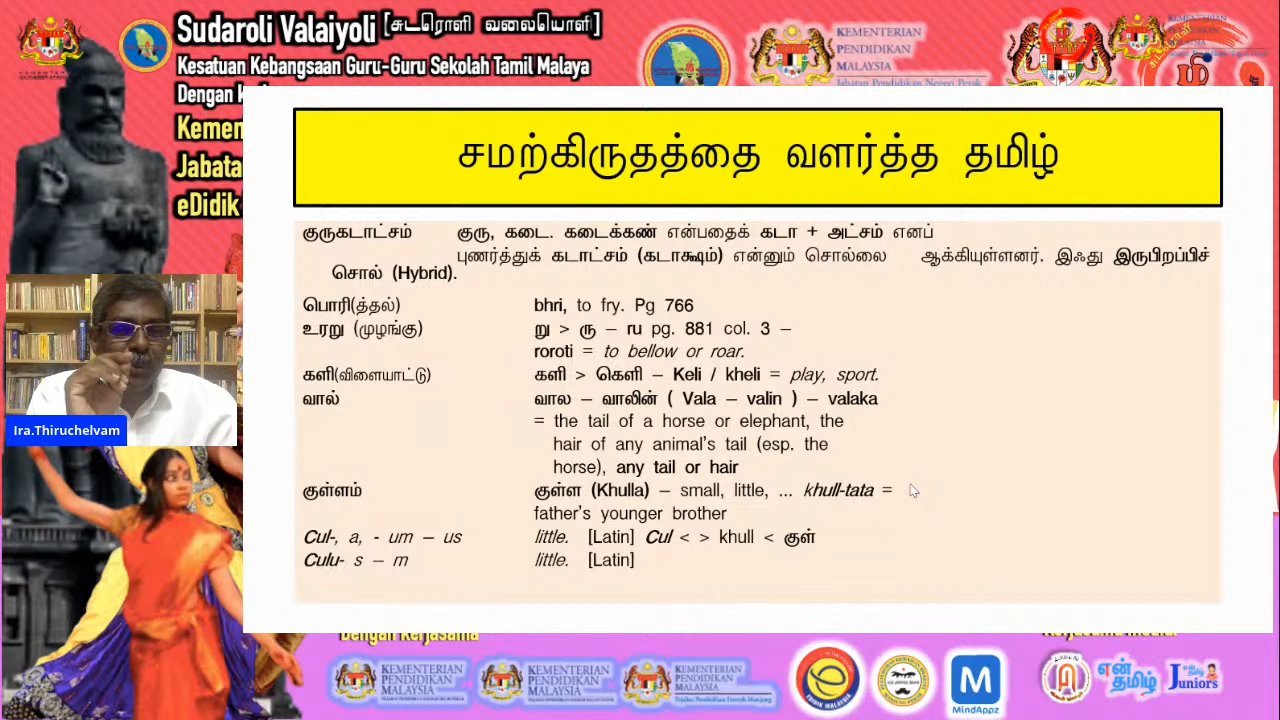 Sudaroli Valaiyoli [சுடரொளி வலையொளி]
Kesatuan Kebangsaan Guru-Guru Sekolah Tamil Malaya
Dengan
KEMENTERIAN
PENDIDIKAN
MALAYSIA
Jabatan Pendidikan Negeri Perak
Jabata
eDidik
சமற்கிருதத்தை வளர்த்த தமிழ்
குருகடாட்சம் குரு, கடை. கடைக்கண் என்பதைக் கடா + அட்சம் எனப்
புணர்த்துக் கடாட்சம் (கடாக்ஷம்) என்னும் சொல்லை ஆக்கியுள்ளனர். இஃது இருபிறப்பிச்
சொல் (Hybrid).
பொரி(த்தல்) bhri, to fry. Pg 766
உரறு (முழங்கு) று > ரு – ru pg. 881 col. 3 –
roroti = to bellow or roar.
களி(விளையாட்டு) களி > கெளி – Keli / kheli = play, sport.
வால் வால – வாலின் ( Vala – valin ) – valaka
= the tail of a horse or elephant, the
hair of any animal's tail (esp. the
horse), any tail or hair
குள்ளம் குள்ள (Khulla) – small, little, ... khull-tata =
father's younger brother
Cul-, a, - um – us little. [Latin] Cul < > khull < குள்
Culu- s – m little. [Latin]
Ira.Thiruchelvam
Dengan Kerjasama
KEMENTERIAN
PENDIDIKAN
MALAYSIA
KEMENTERIAN
PENDIDIKAN
MALAYSIA
KEMENTERIAN
PENDIDIKAN
MALAYSIA
M
MindAppz
என்
தமிழ்
Juniors